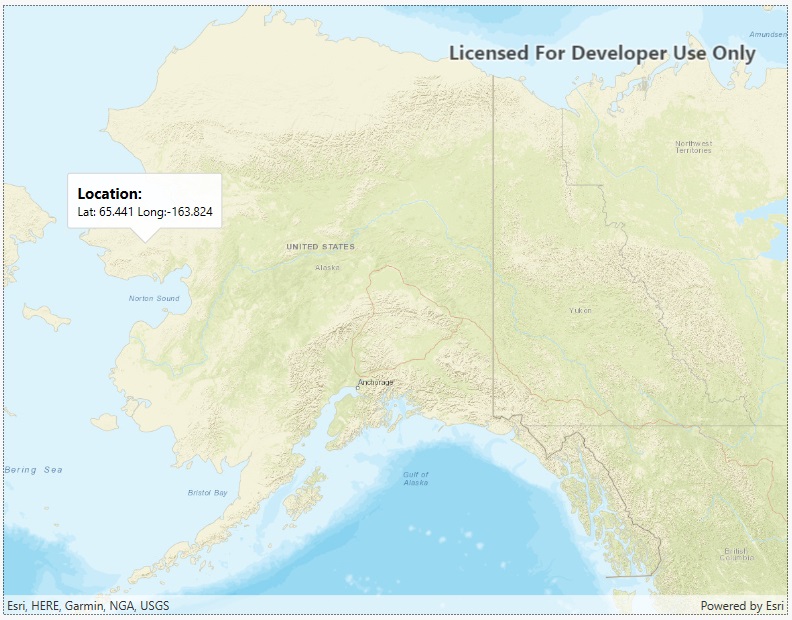 Amundsen
Licensed For Developer Use Only
Northwest
Territories
Location:
Lat: 65.441 Long:-163.824
UNITED STATES
Alaska
Norton Sound
Yukon
Anchorage
Bering Sea
Gulf of
Alaska
Bristol Bay
British
Columbia
Esri, HERE, Garmin, NGA, USGS
Powered by Esri